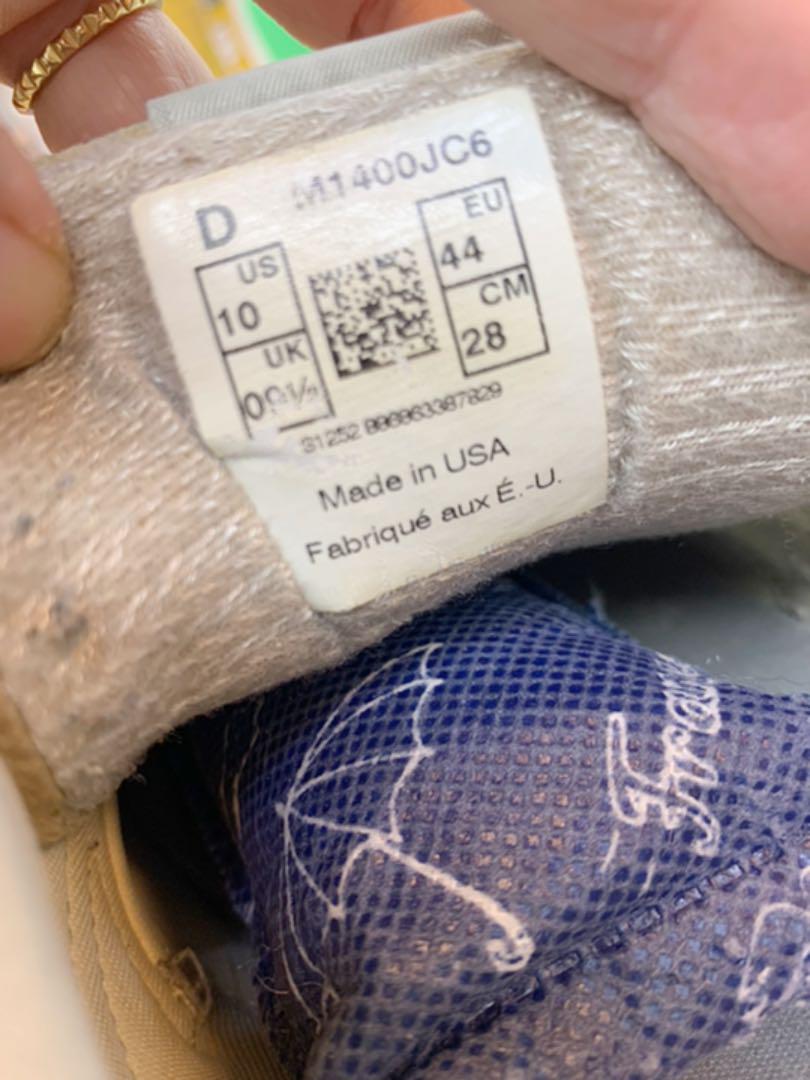 M1400JC6
D
US
10
UK
09½
EU
44
CM
28
Made in USA
Fabriqué aux É.-U.